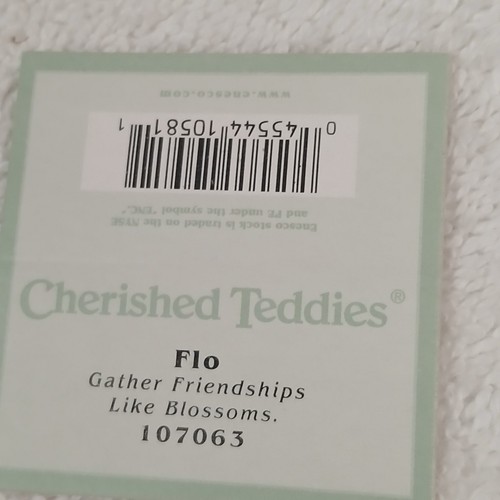 www.enesco.com
0 45544 10581 1
Enesco stock is traded on the NYSE
and PE under the symbol "ENC".
Cherished Teddies®
Flo
Gather Friendships
Like Blossoms.
107063